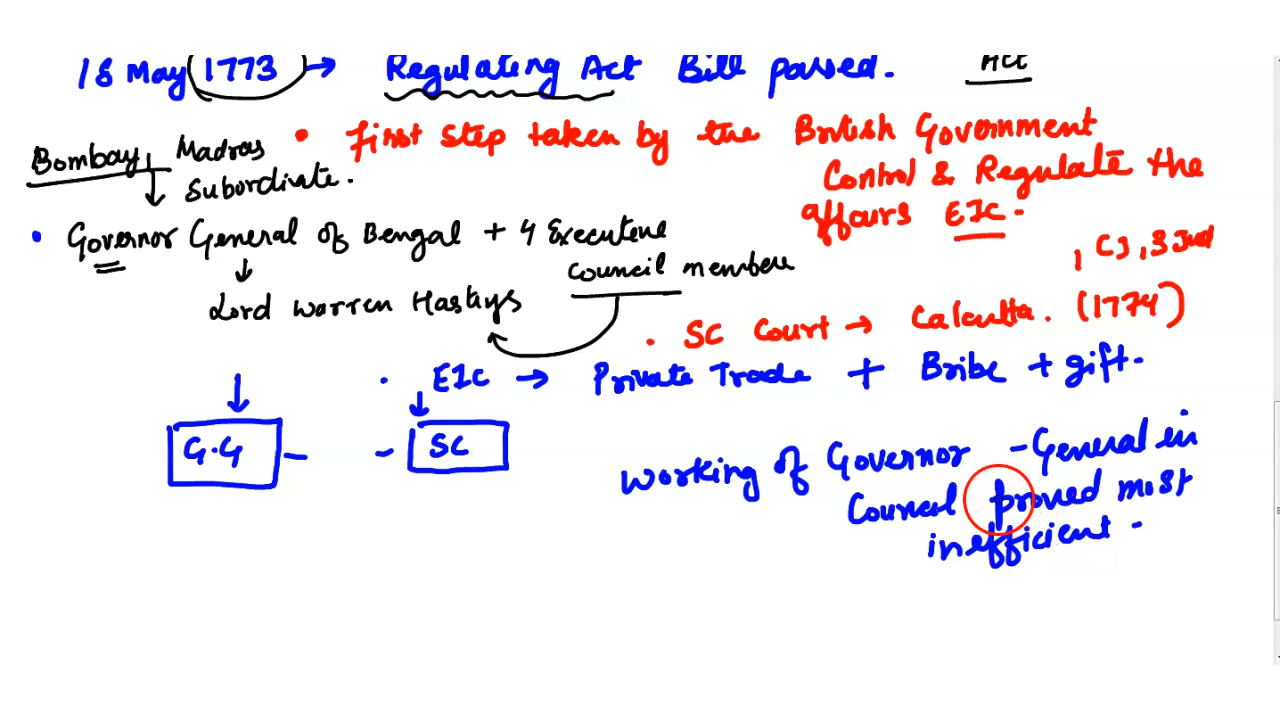 18 May 1773 → Regulating Act Bill passed. Act
• First Step taken by the British Government
Control & Regulate the
affairs EIC.
Bombay, Madras
Subordinate.
• Governor General of Bengal + 4 Executive
Council members
Lord Warren Hastings
1 CJ, 3 Jud
• SC Court → Calcutta. (1774)
• EIC → Private Trade + Bribe + gift.
G.G - - SC
Working of Governor - General in
Council proved most
inefficient -